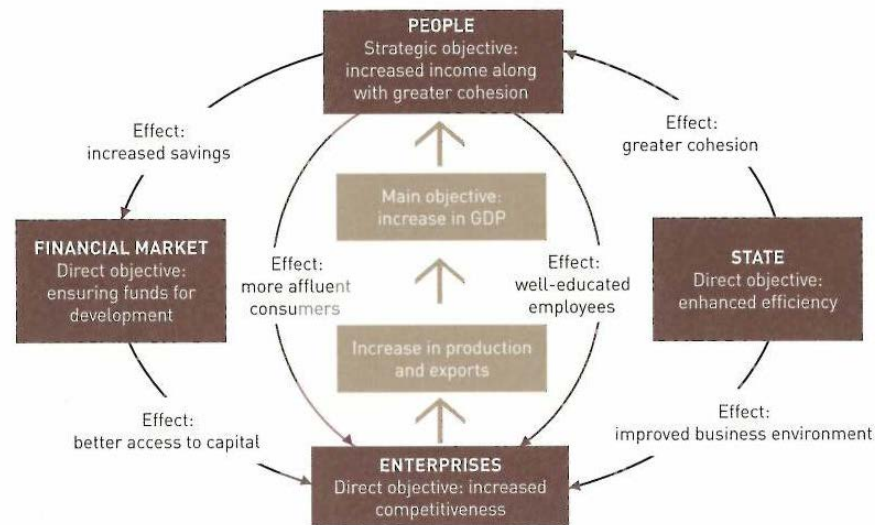 PEOPLE
Strategic objective:
increased income along
with greater cohesion
Effect:
increased savings
Effect:
greater cohesion
Main objective:
increase in GDP
FINANCIAL MARKET
Direct objective:
ensuring funds for
development
Effect:
more affluent
consumers
Effect:
well-educated
employees
STATE
Direct objective:
enhanced efficiency
Increase in production
and exports
Effect:
better access to capital
Effect:
improved business environment
ENTERPRISES
Direct objective: increased
competitiveness